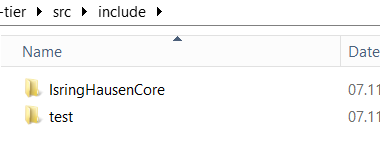 -tier > src > include >
Name Date
IsringHausenCore 07.11
test 07.11